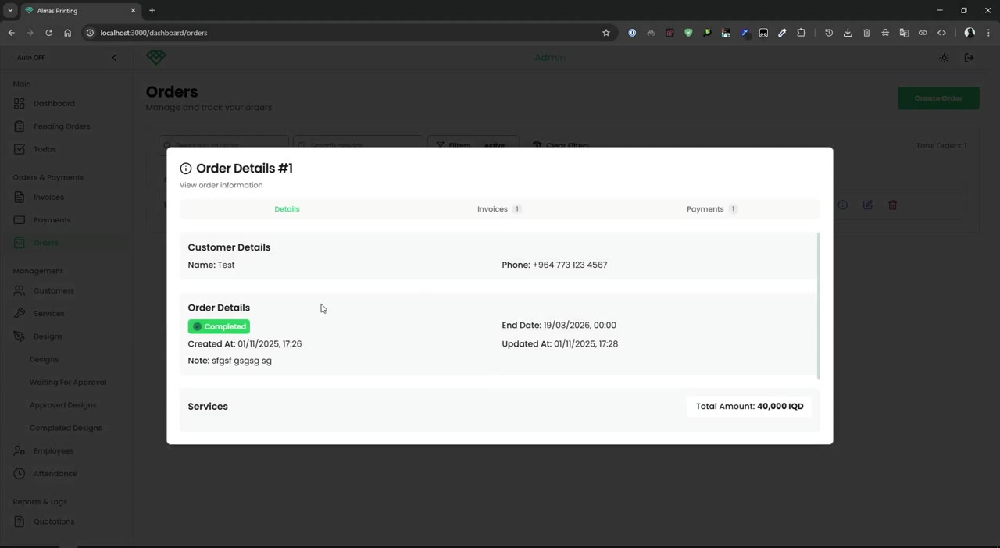 Almas Printing
localhost:3000/dashboard/orders
Auto OFF
Admin
Main
Dashboard
Pending Orders
Todos
Orders & Payments
Invoices
Payments
Orders
Management
Customers
Services
Designs
Designs
Waiting For Approval
Approved Designs
Completed Designs
Employees
Attendance
Reports & Logs
Quotations
Orders
Manage and track your orders
Create Order
Filters Active
Clear Filters
Total Orders: 1
Order Details #1
View order information
Details
Invoices 1
Payments 1
Customer Details
Name: Test
Phone: +964 773 123 4567
Order Details
Completed
End Date: 19/03/2026, 00:00
Created At: 01/11/2025, 17:26
Updated At: 01/11/2025, 17:28
Note: sfgsf gsgsg sg
Services
Total Amount: 40,000 IQD